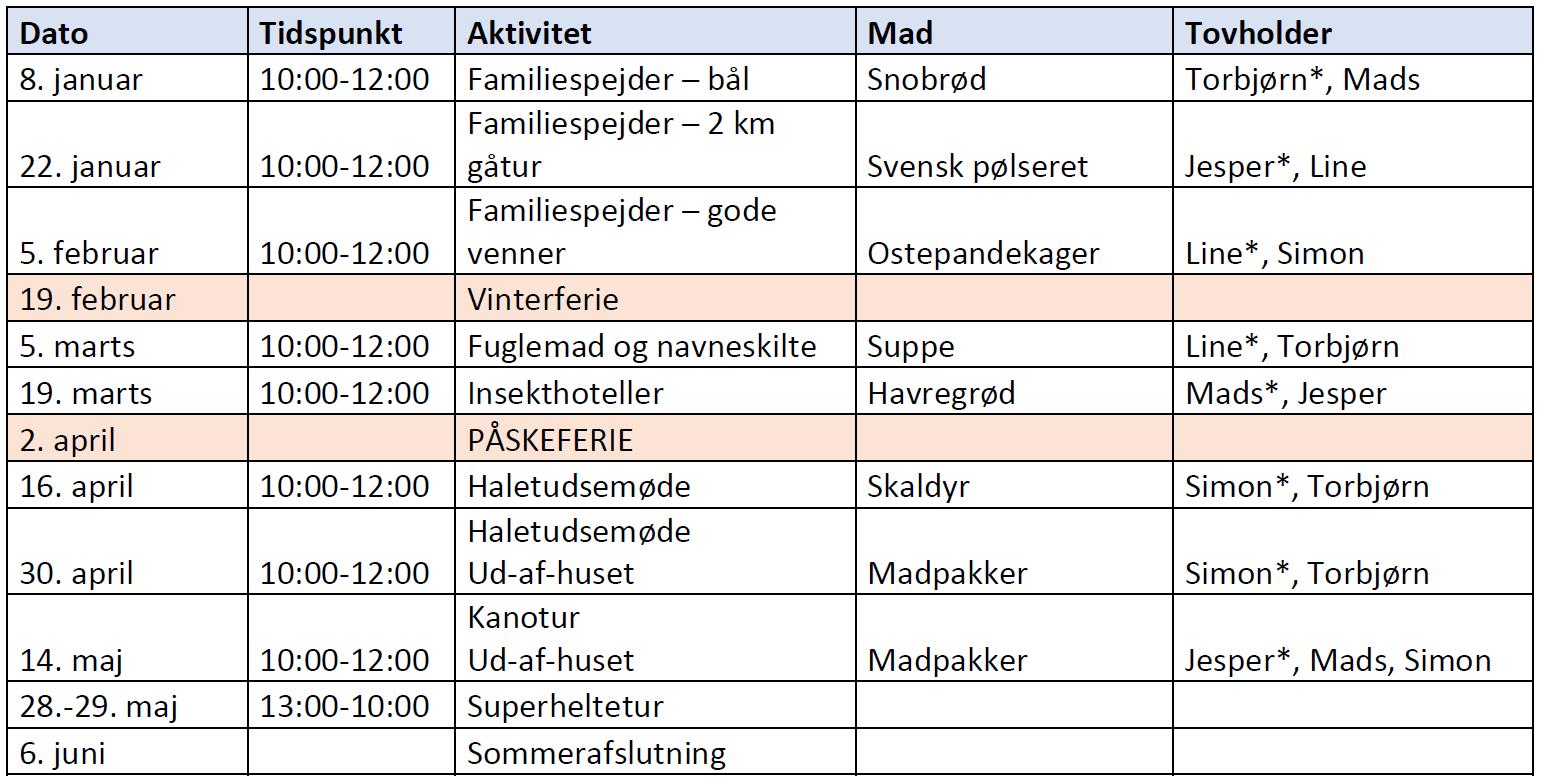 Dato Tidspunkt Aktivitet Mad Tovholder
8. januar 10:00-12:00 Familiespejder – bål Snobrød Torbjørn*, Mads
Familiespejder – 2 km
22. januar 10:00-12:00 gåtur Svensk pølseret Jesper*, Line
Familiespejder – gode
5. februar 10:00-12:00 venner Ostepandekager Line*, Simon
19. februar Vinterferie
5. marts 10:00-12:00 Fuglemad og navneskilte Suppe Line*, Torbjørn
19. marts 10:00-12:00 Insekthoteller Havregrød Mads*, Jesper
2. april PÅSKEFERIE
16. april 10:00-12:00 Haletudsemøde Skaldyr Simon*, Torbjørn
Haletudsemøde
30. april 10:00-12:00 Ud-af-huset Madpakker Simon*, Torbjørn
Kanotur
14. maj 10:00-12:00 Ud-af-huset Madpakker Jesper*, Mads, Simon
28.-29. maj 13:00-10:00 Superheltetur
6. juni Sommerafslutning